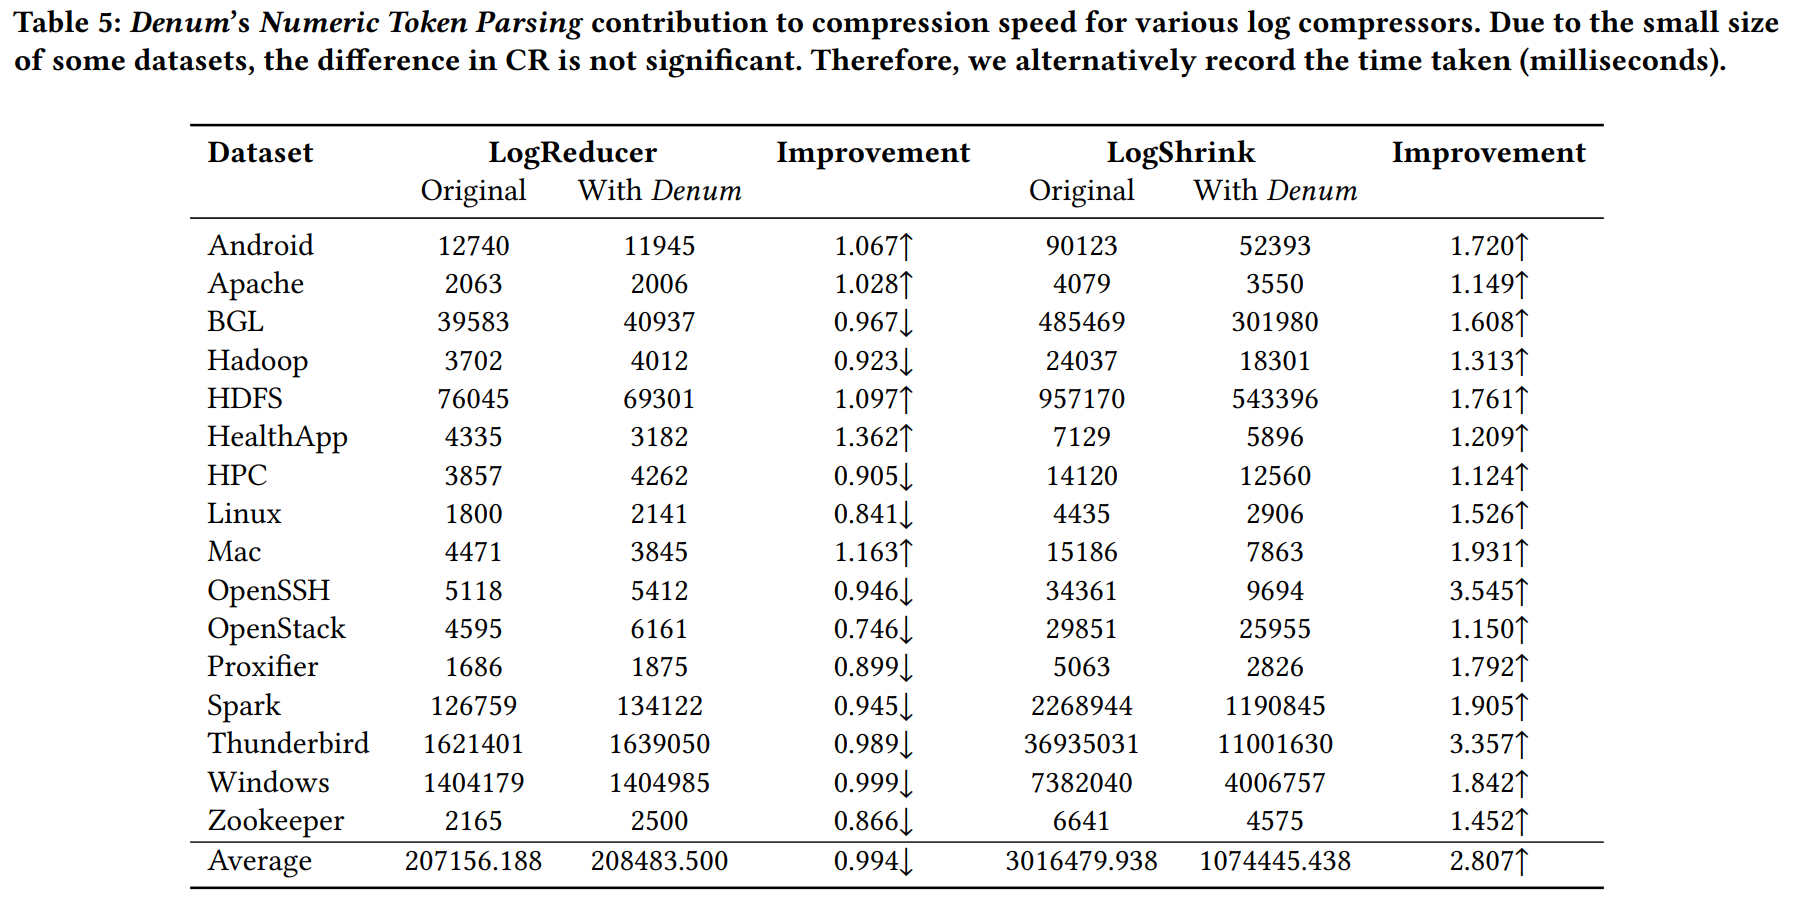 Table 5: Denum's Numeric Token Parsing contribution to compression speed for various log compressors. Due to the small size
of some datasets, the difference in CR is not significant. Therefore, we alternatively record the time taken (milliseconds).
Dataset LogReducer Improvement LogShrink Improvement
Original With Denum Original With Denum
Android 12740 11945 1.067↑ 90123 52393 1.720↑
Apache 2063 2006 1.028↑ 4079 3550 1.149↑
BGL 39583 40937 0.967↓ 485469 301980 1.608↑
Hadoop 3702 4012 0.923↓ 24037 18301 1.313↑
HDFS 76045 69301 1.097↑ 957170 543396 1.761↑
HealthApp 4335 3182 1.362↑ 7129 5896 1.209↑
HPC 3857 4262 0.905↓ 14120 12560 1.124↑
Linux 1800 2141 0.841↓ 4435 2906 1.526↑
Mac 4471 3845 1.163↑ 15186 7863 1.931↑
OpenSSH 5118 5412 0.946↓ 34361 9694 3.545↑
OpenStack 4595 6161 0.746↓ 29851 25955 1.150↑
Proxifier 1686 1875 0.899↓ 5063 2826 1.792↑
Spark 126759 134122 0.945↓ 2268944 1190845 1.905↑
Thunderbird 1621401 1639050 0.989↓ 36935031 11001630 3.357↑
Windows 1404179 1404985 0.999↓ 7382040 4006757 1.842↑
Zookeeper 2165 2500 0.866↓ 6641 4575 1.452↑
Average 207156.188 208483.500 0.994↓ 3016479.938 1074445.438 2.807↑